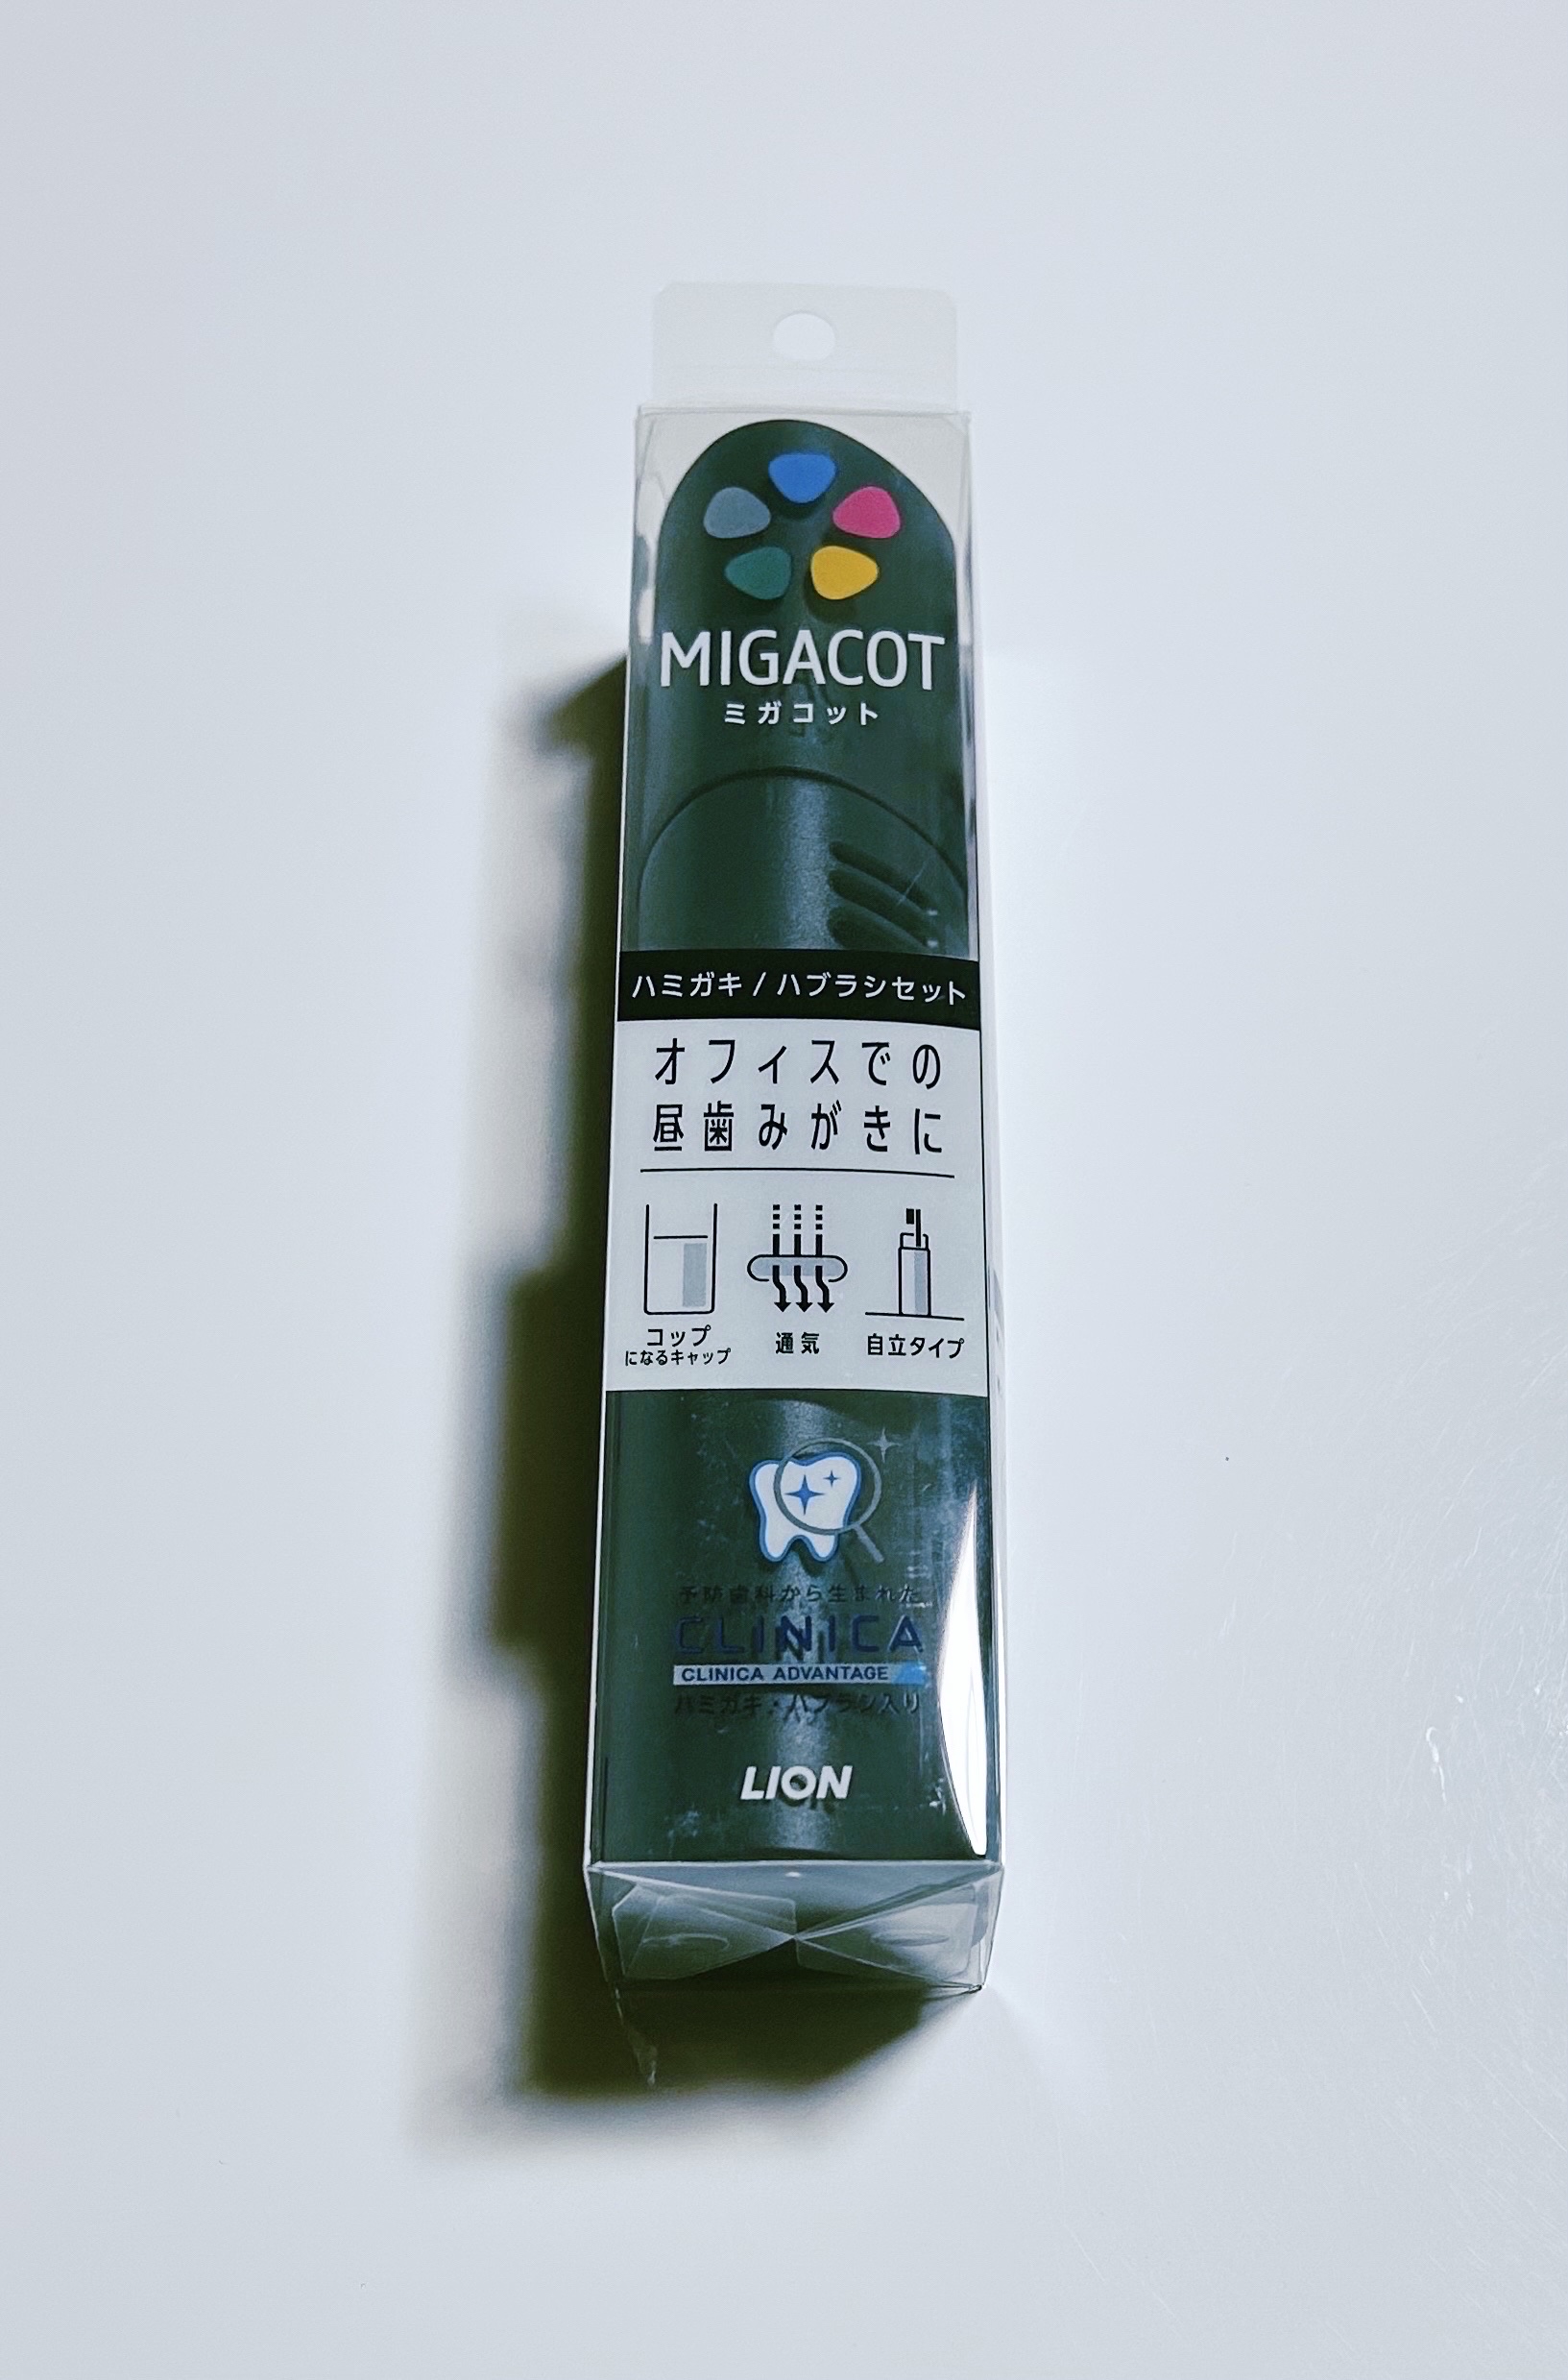 MIGACOT
ミガコット
ハミガキ / ハブラシセット
オフィスでの
昼歯みがきに
コップ
になるキャップ
通気
自立タイプ
予防歯科から生まれた
CLINICA
CLINICA ADVANTAGE
ハミガキ・ハブラシ入り
LION